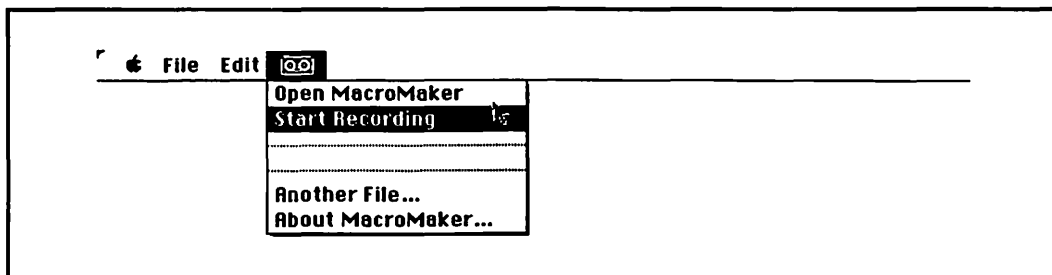 File Edit
Open MacroMaker
Start Recording
Another File...
About MacroMaker...